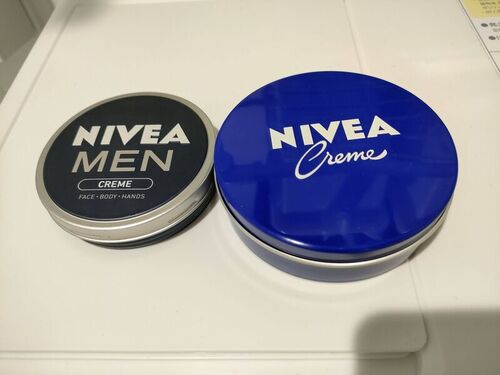 NIVEA
MEN
CREME
FACE • BODY • HANDS
NIVEA
Creme